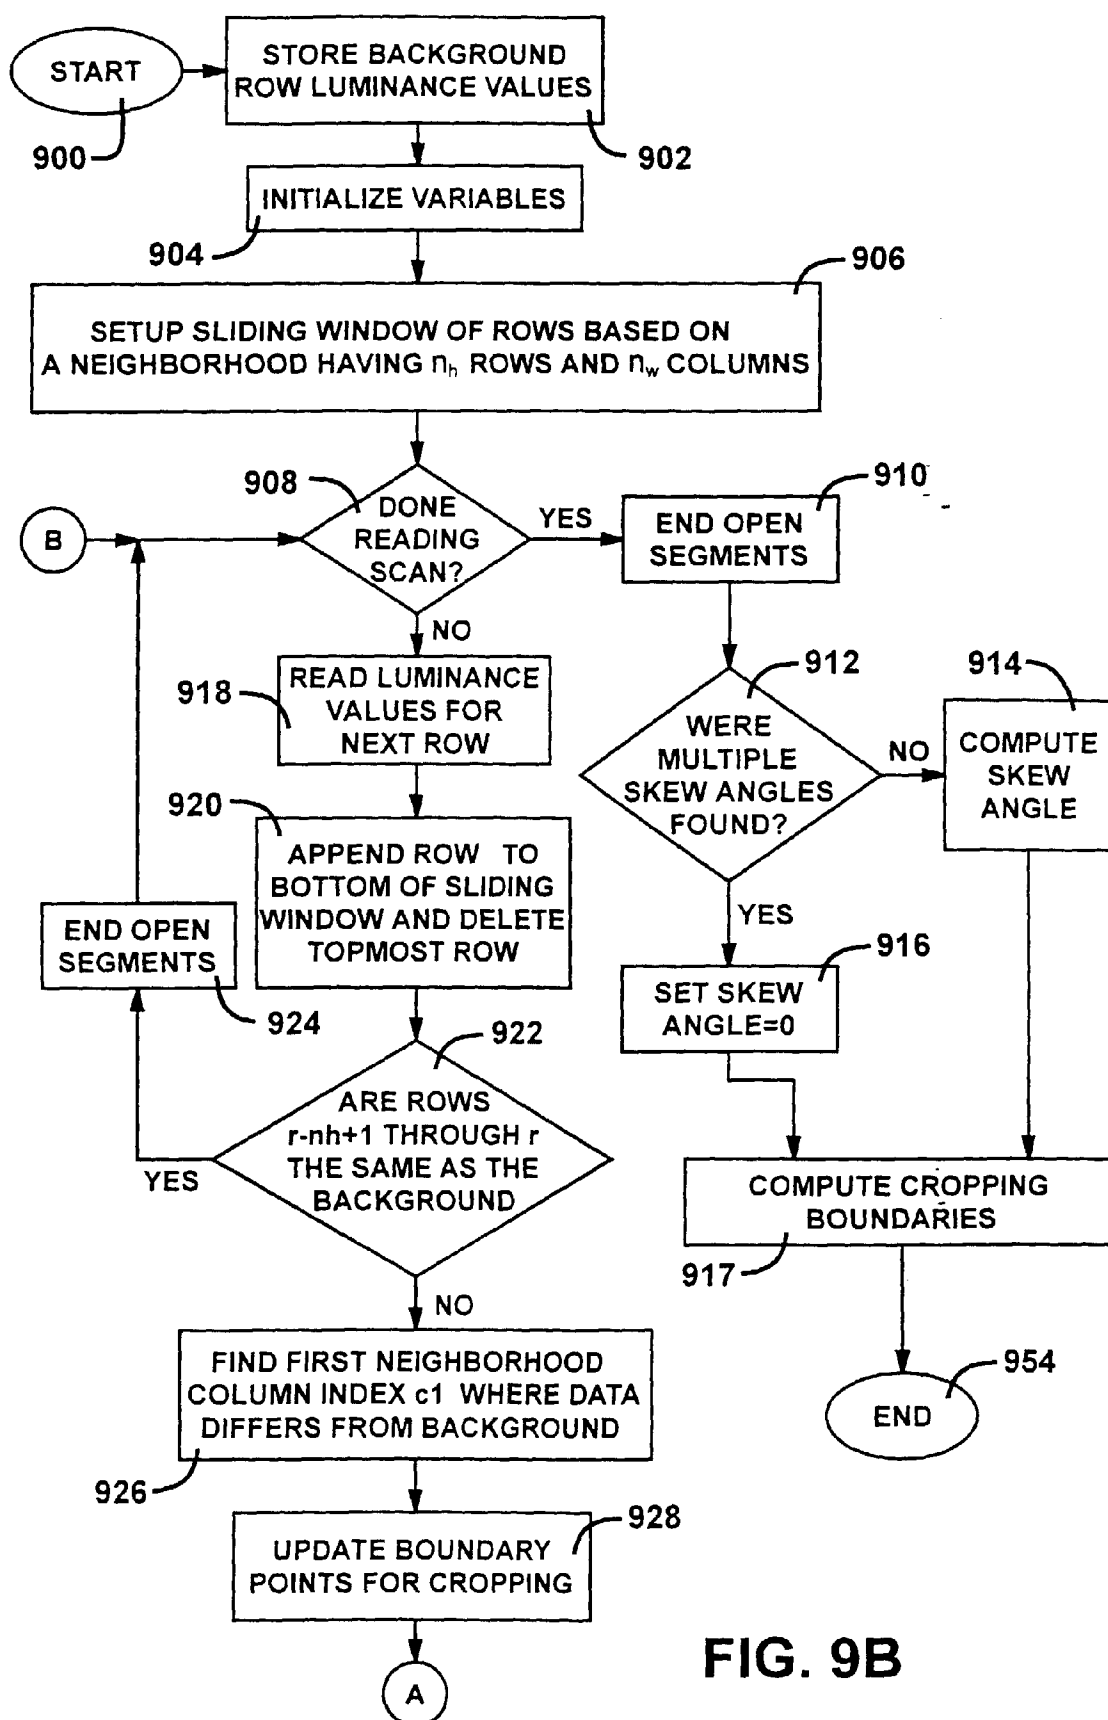 START
900
STORE BACKGROUND
ROW LUMINANCE VALUES
902
INITIALIZE VARIABLES
904
906
SETUP SLIDING WINDOW OF ROWS BASED ON
A NEIGHBORHOOD HAVING nh ROWS AND nw COLUMNS
908
DONE
READING
SCAN?
B
YES
910
END OPEN
SEGMENTS
NO
918
READ LUMINANCE
VALUES FOR
NEXT ROW
912
WERE
MULTIPLE
SKEW ANGLES
FOUND?
NO
914
COMPUTE
SKEW
ANGLE
920
APPEND ROW TO
BOTTOM OF SLIDING
WINDOW AND DELETE
TOPMOST ROW
YES
916
SET SKEW
ANGLE=0
END OPEN
SEGMENTS
924
922
ARE ROWS
r-nh+1 THROUGH r
THE SAME AS THE
BACKGROUND
YES
COMPUTE CROPPING
BOUNDARIES
917
NO
FIND FIRST NEIGHBORHOOD
COLUMN INDEX c1 WHERE DATA
DIFFERS FROM BACKGROUND
926
954
END
928
UPDATE BOUNDARY
POINTS FOR CROPPING
A
FIG. 9B